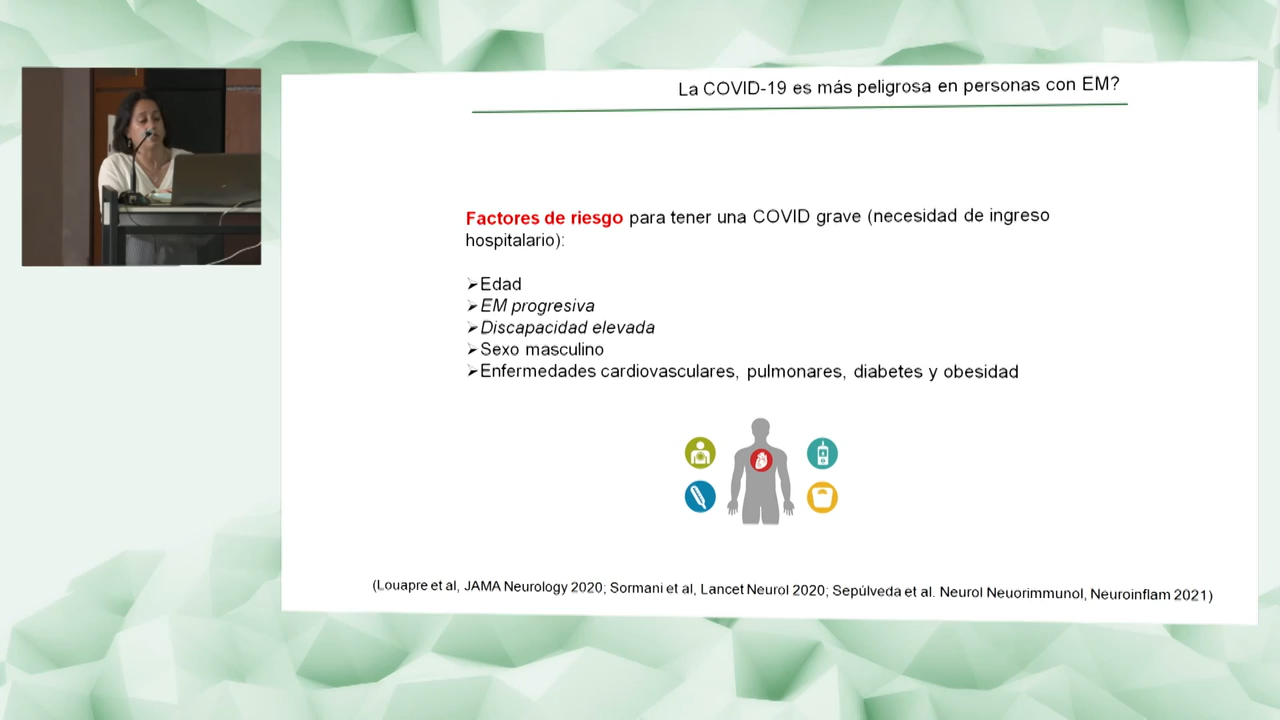 La COVID-19 es más peligrosa en personas con EM?
Factores de riesgo para tener una COVID grave (necesidad de ingreso
hospitalario):
➢Edad
➢EM progresiva
➢Discapacidad elevada
➢Sexo masculino
➢Enfermedades cardiovasculares, pulmonares, diabetes y obesidad
(Louapre et al, JAMA Neurology 2020; Sormani et al, Lancet Neurol 2020; Sepúlveda et al. Neurol Neuorimmunol, Neuroinflam 2021)